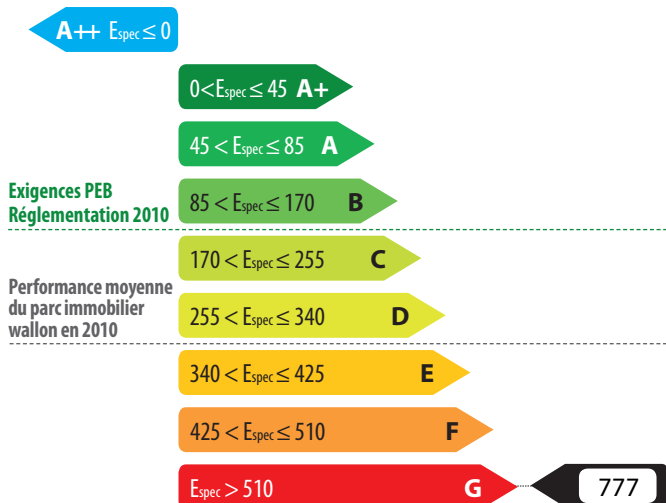 A++ Espec ≤ 0
0 < Espec ≤ 45 A+
45 < Espec ≤ 85 A
Exigences PEB
Réglementation 2010
85 < Espec ≤ 170 B
170 < Espec ≤ 255 C
Performance moyenne
du parc immobilier
wallon en 2010
255 < Espec ≤ 340 D
340 < Espec ≤ 425 E
425 < Espec ≤ 510 F
Espec > 510 G 777